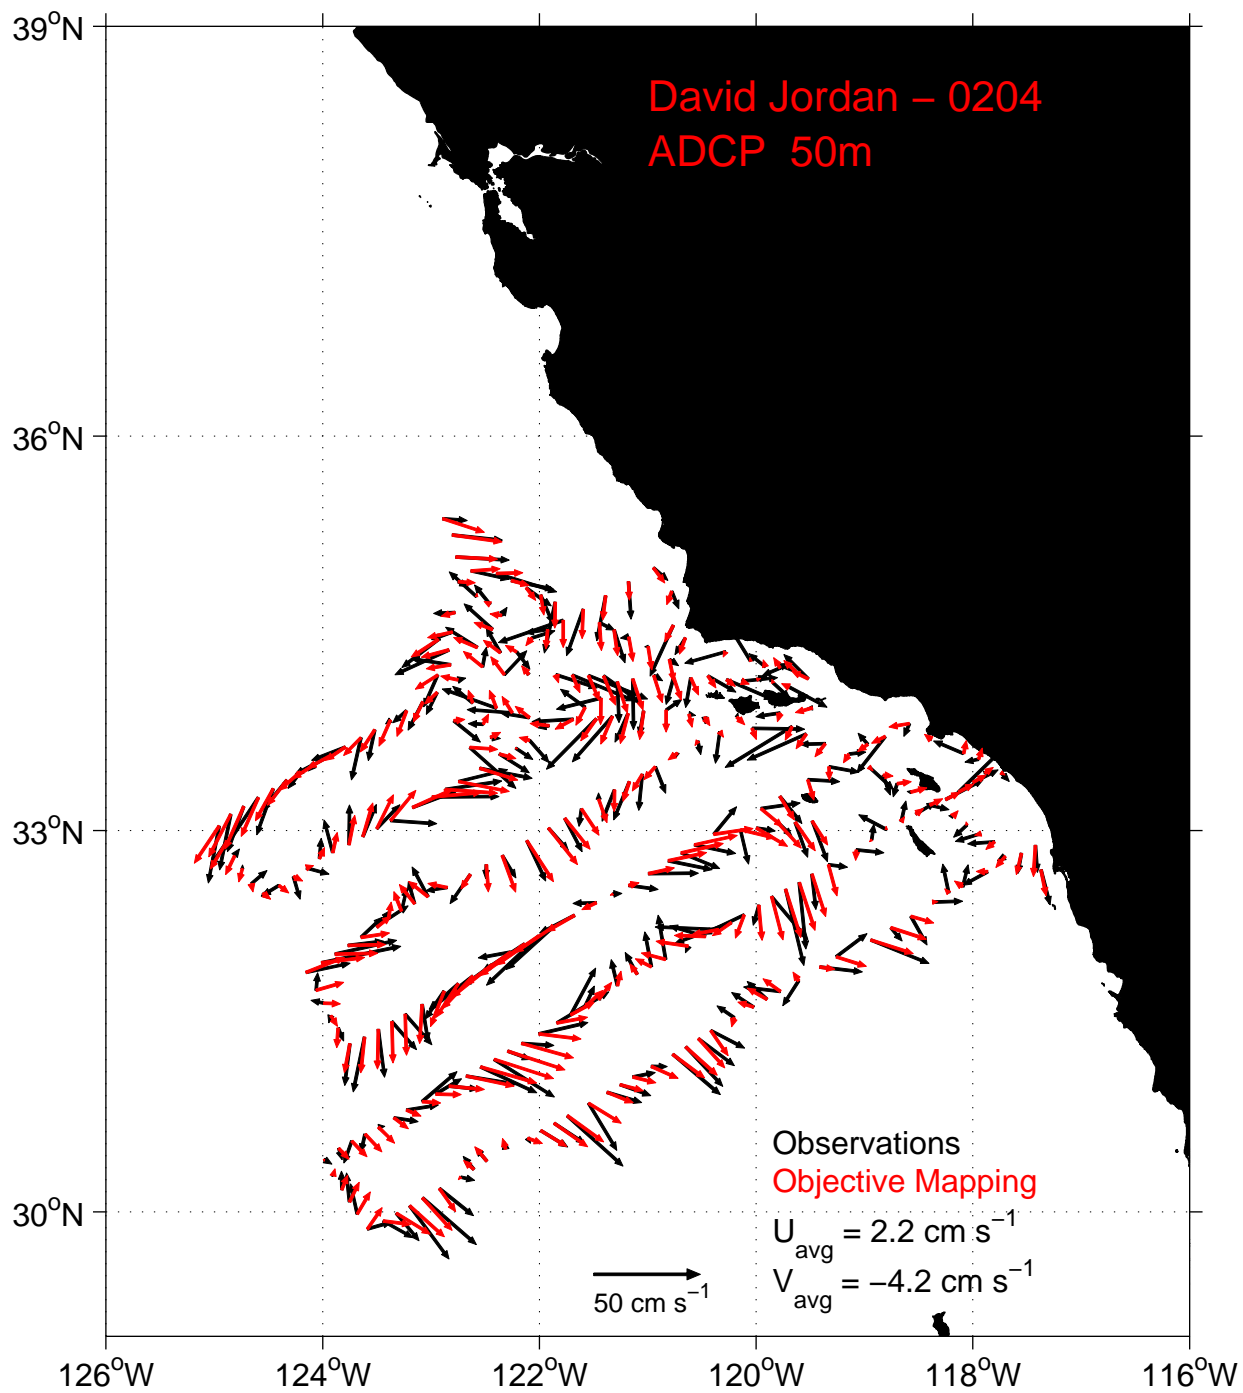 39°N
David Jordan – 0204
ADCP 50m
36°N
33°N
Observations
Objective Mapping
30°N
U_avg = 2.2 cm s⁻¹
V_avg = −4.2 cm s⁻¹
50 cm s⁻¹
126°W 124°W 122°W 120°W 118°W 116°W